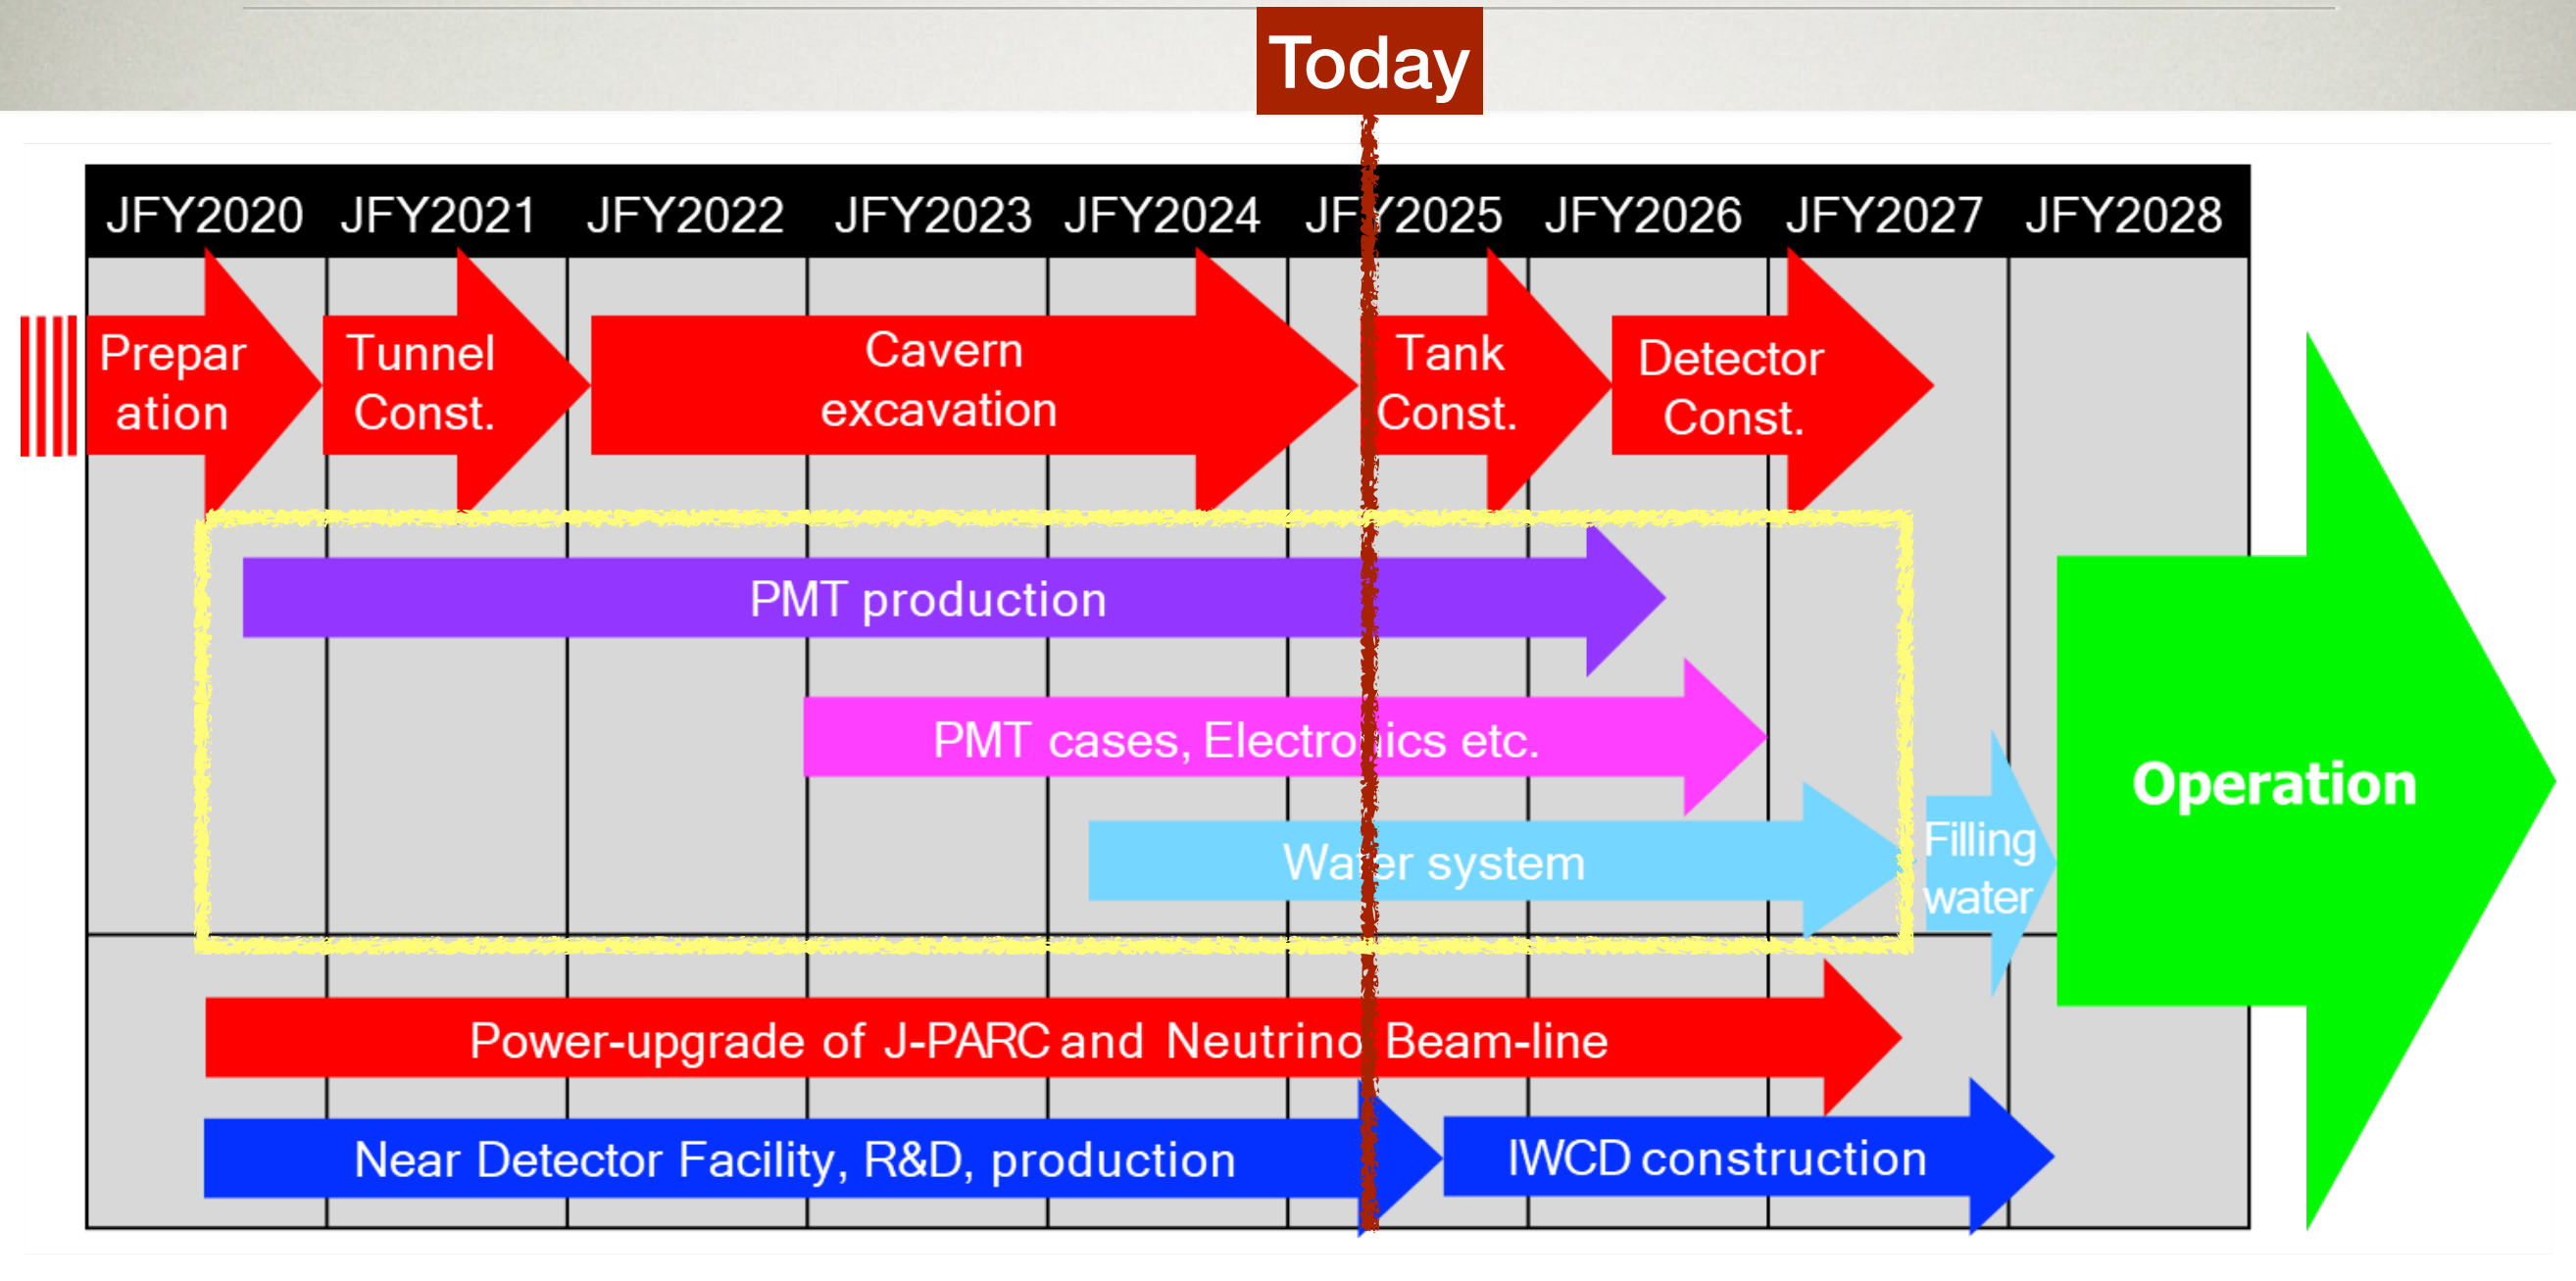 Today
JFY2020 JFY2021 JFY2022 JFY2023 JFY2024 JFY2025 JFY2026 JFY2027 JFY2028
Prepar
ation
Tunnel
Const.
Cavern
excavation
Tank
Const.
Detector
Const.
PMT production
PMT cases, Electronics etc.
Water system
Filling
water
Operation
Power-upgrade of J-PARC and Neutrino Beam-line
Near Detector Facility, R&D, production
IWCD construction